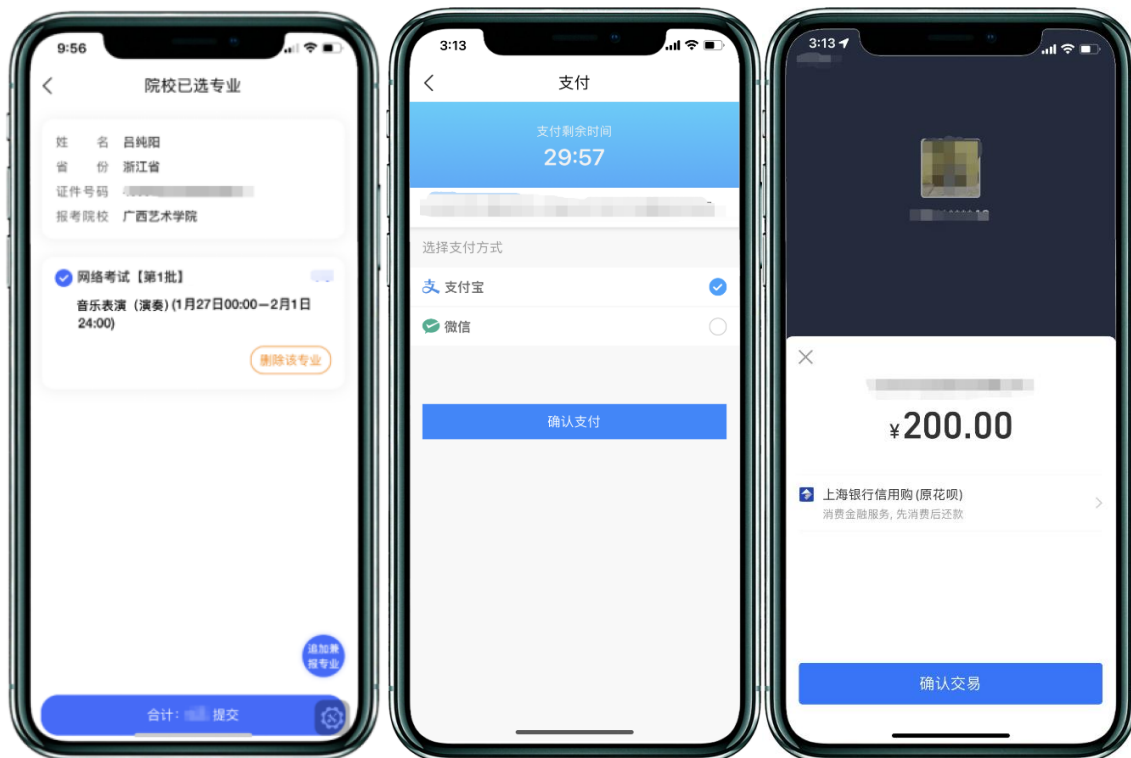 9:56
院校已选专业
姓 名 吕纯阳
省 份 浙江省
证件号码
报考院校 广西艺术学院
网络考试【第1批】
音乐表演（演奏）(1月27日00:00—2月1日
24:00)
删除该专业
追加兼
报专业
合计： 提交
3:13
支付
支付剩余时间
29:57
选择支付方式
支付宝
微信
确认支付
3:13
¥200.00
上海银行信用购(原花呗)
消费金融服务, 先消费后还款
确认交易